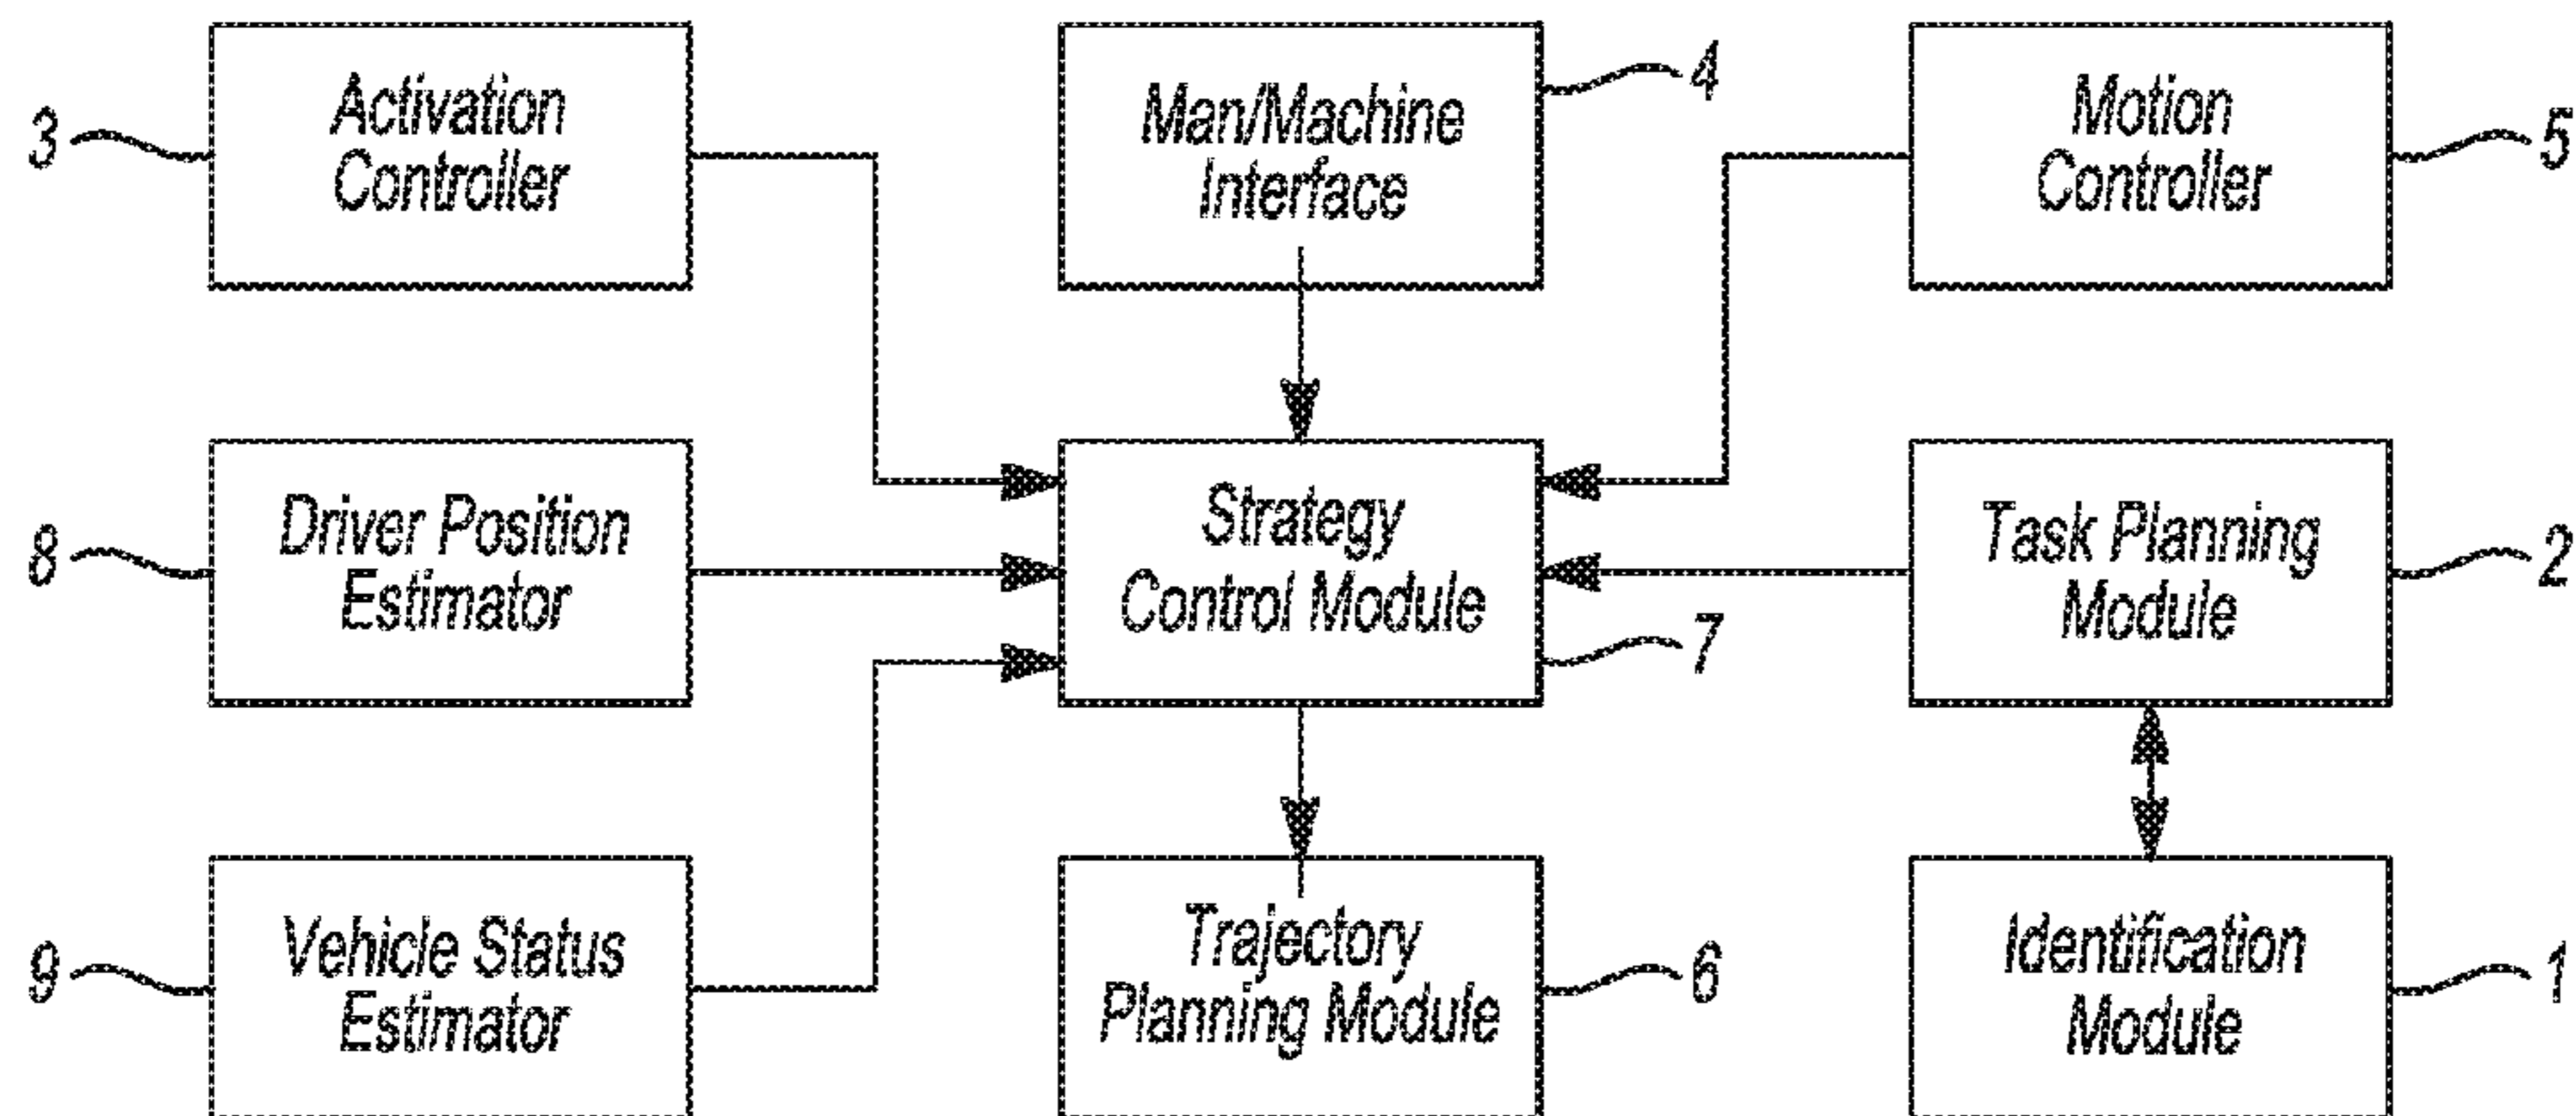 3
Activation
Controller
Man/Machine
Interface
4
Motion
Controller
5
8
Driver Position
Estimator
Strategy
Control Module
7
Task Planning
Module
2
9
Vehicle Status
Estimator
Trajectory
Planning Module
6
Identification
Module
1